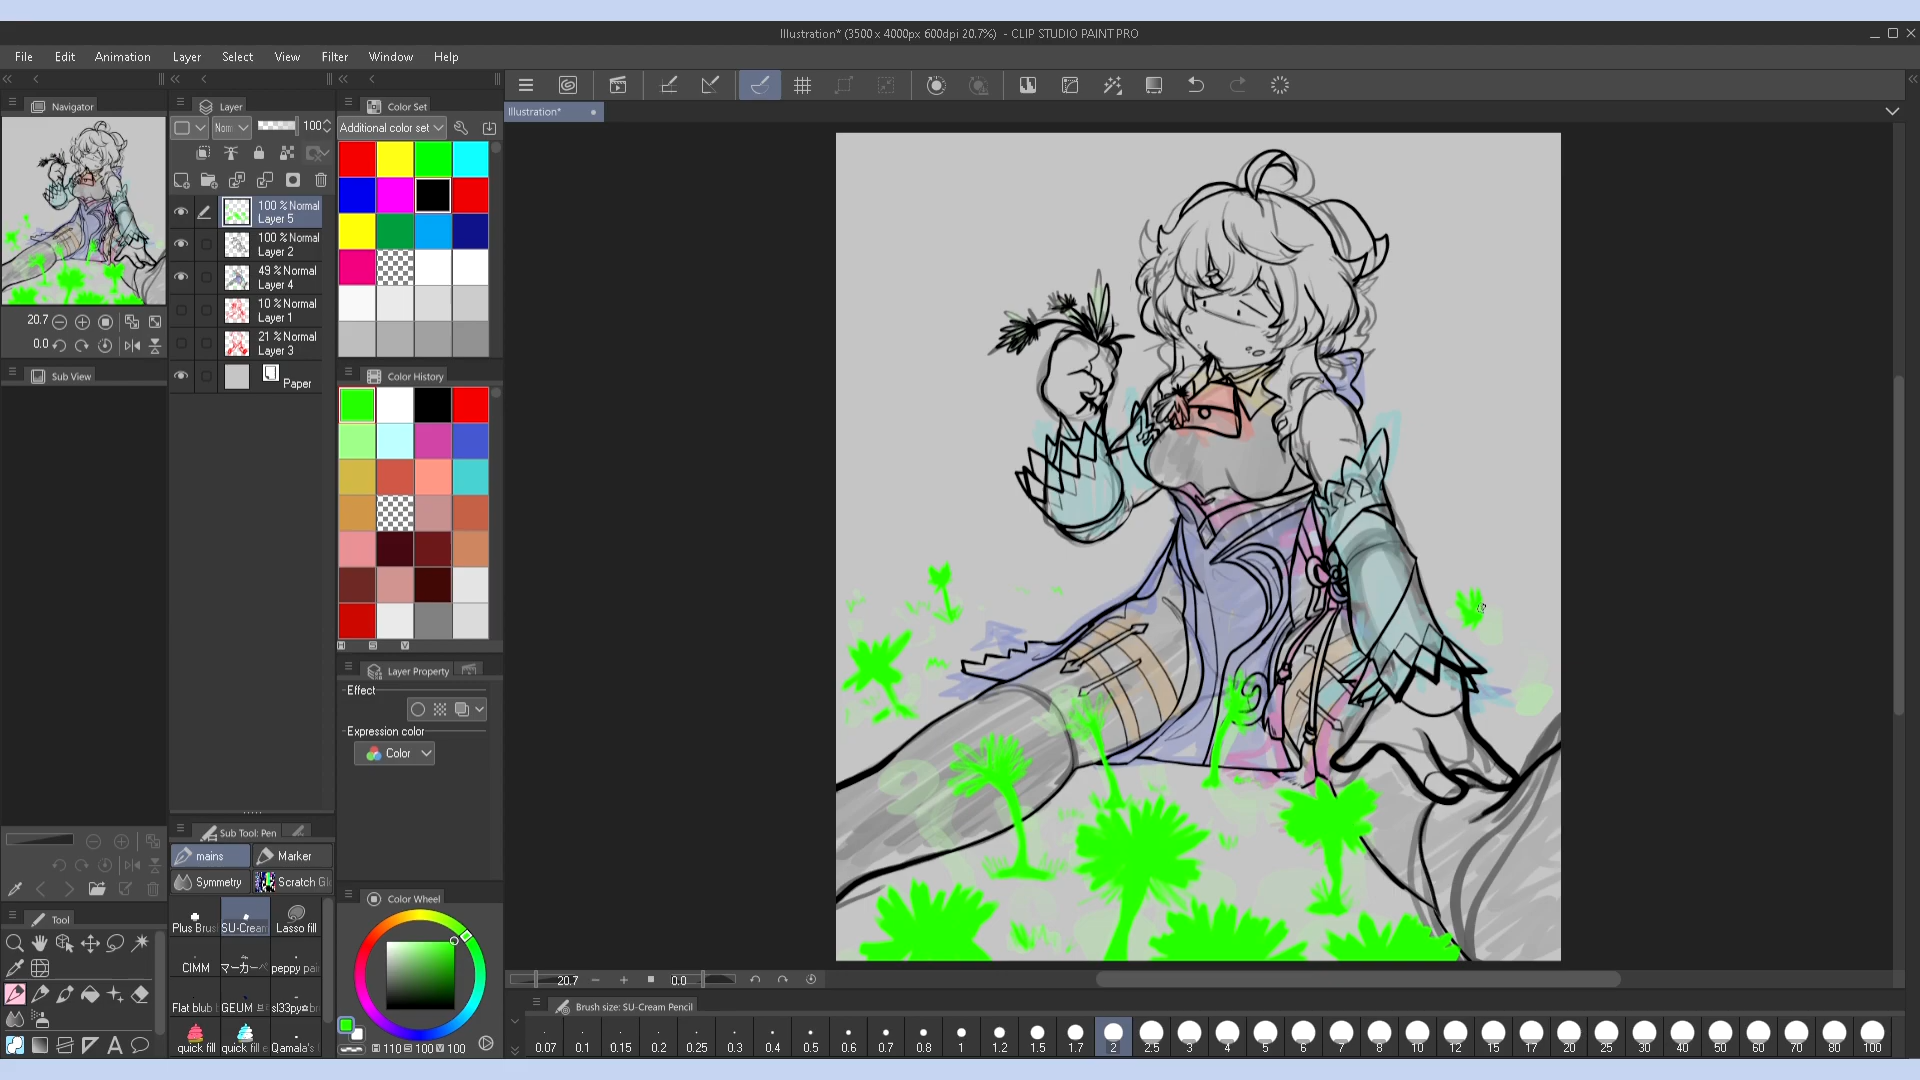 Illustration* (3500 x 4000px 600dpi 20.7%) - CLIP STUDIO PAINT PRO
File Edit Animation Layer Select View Filter Window Help
Navigator
Layer
Color Set
Illustration*
Norm 100
Additional color set
100 % Normal
Layer 5
100 % Normal
Layer 2
49 % Normal
Layer 4
10 % Normal
Layer 1
21 % Normal
Layer 3
Paper
20.7
0.0
Sub View
Color History
H S V
Layer Property
Effect
Expression color
Color
Sub Tool: Pen
mains
Marker
Symmetry
Scratch
Plus Brus
SU-Cream
Lasso fill
CIMM
マーカーペ
peppy pai
Flat blub
GEUM
quick fill
quick fill e
Qamala's
Tool
Color Wheel
H 110 S 100 V 100
20.7 0.0
Brush size: SU-Cream Pencil
0.07 0.1 0.15 0.2 0.25 0.3 0.4 0.5 0.6 0.7 0.8 1 1.2 1.5 1.7 2 2.5 3 4 5 6 7 8 10 12 15 17 20 25 30 40 50 60 70 80 100